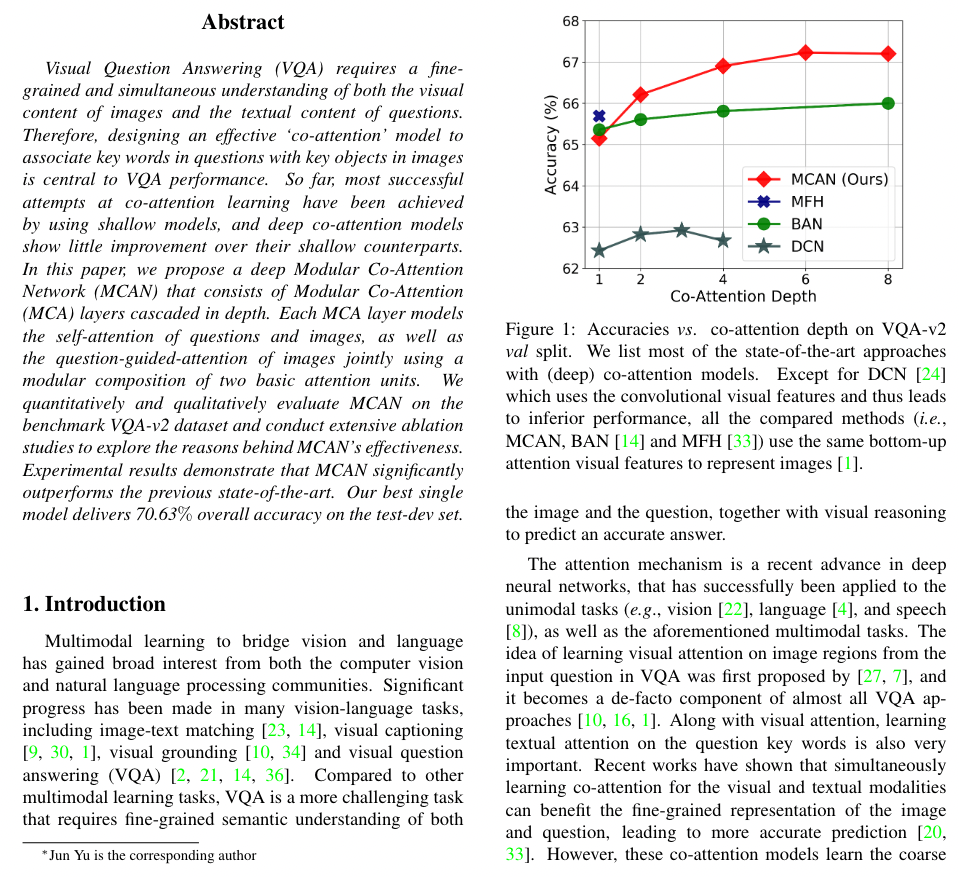 Abstract
Visual Question Answering (VQA) requires a fine-
grained and simultaneous understanding of both the visual
content of images and the textual content of questions.
Therefore, designing an effective ‘co-attention’ model to
associate key words in questions with key objects in images
is central to VQA performance. So far, most successful
attempts at co-attention learning have been achieved
by using shallow models, and deep co-attention models
show little improvement over their shallow counterparts.
In this paper, we propose a deep Modular Co-Attention
Network (MCAN) that consists of Modular Co-Attention
(MCA) layers cascaded in depth. Each MCA layer models
the self-attention of questions and images, as well as
the question-guided-attention of images jointly using a
modular composition of two basic attention units. We
quantitatively and qualitatively evaluate MCAN on the
benchmark VQA-v2 dataset and conduct extensive ablation
studies to explore the reasons behind MCAN's effectiveness.
Experimental results demonstrate that MCAN significantly
outperforms the previous state-of-the-art. Our best single
model delivers 70.63% overall accuracy on the test-dev set.
1. Introduction
Multimodal learning to bridge vision and language
has gained broad interest from both the computer vision
and natural language processing communities. Significant
progress has been made in many vision-language tasks,
including image-text matching [23, 14], visual captioning
[9, 30, 1], visual grounding [10, 34] and visual question
answering (VQA) [2, 21, 14, 36]. Compared to other
multimodal learning tasks, VQA is a more challenging task
that requires fine-grained semantic understanding of both
*Jun Yu is the corresponding author
68
67
66
65
64
63
62
Accuracy (%)
MCAN (Ours)
MFH
BAN
DCN
1 2 4 6 8
Co-Attention Depth
Figure 1: Accuracies vs. co-attention depth on VQA-v2
val split. We list most of the state-of-the-art approaches
with (deep) co-attention models. Except for DCN [24]
which uses the convolutional visual features and thus leads
to inferior performance, all the compared methods (i.e.,
MCAN, BAN [14] and MFH [33]) use the same bottom-up
attention visual features to represent images [1].
the image and the question, together with visual reasoning
to predict an accurate answer.
The attention mechanism is a recent advance in deep
neural networks, that has successfully been applied to the
unimodal tasks (e.g., vision [22], language [4], and speech
[8]), as well as the aforementioned multimodal tasks. The
idea of learning visual attention on image regions from the
input question in VQA was first proposed by [27, 7], and
it becomes a de-facto component of almost all VQA ap-
proaches [10, 16, 1]. Along with visual attention, learning
textual attention on the question key words is also very
important. Recent works have shown that simultaneously
learning co-attention for the visual and textual modalities
can benefit the fine-grained representation of the image
and question, leading to more accurate prediction [20,
33]. However, these co-attention models learn the coarse